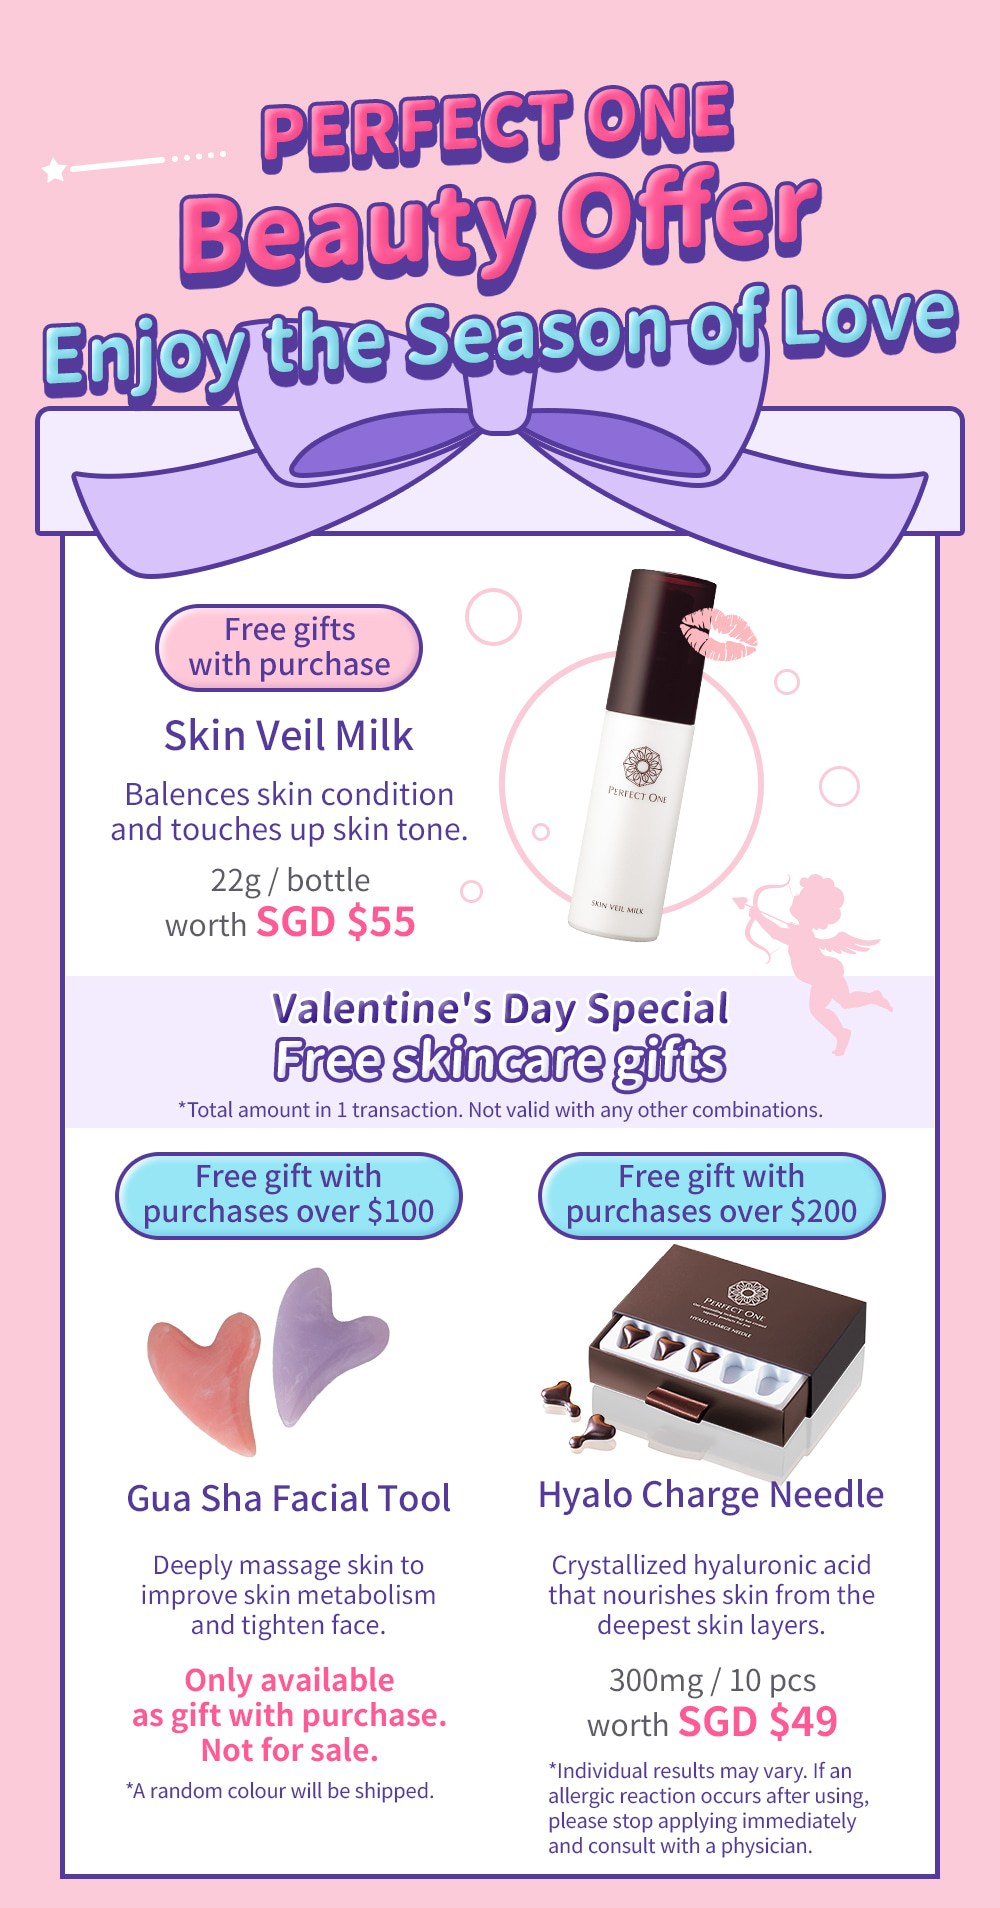 PERFECT ONE
Beauty Offer
Enjoy the Season of Love
Free gifts
with purchase
Skin Veil Milk
Balences skin condition
and touches up skin tone.
22g / bottle
worth SGD $55
PERFECT ONE
SKIN VEIL MILK
Valentine's Day Special
Free skincare gifts
*Total amount in 1 transaction. Not valid with any other combinations.
Free gift with
purchases over $100
Gua Sha Facial Tool
Deeply massage skin to
improve skin metabolism
and tighten face.
Only available
as gift with purchase.
Not for sale.
*A random colour will be shipped.
Free gift with
purchases over $200
PERFECT ONE
HYALO CHARGE NEEDLE
Hyalo Charge Needle
Crystallized hyaluronic acid
that nourishes skin from the
deepest skin layers.
300mg / 10 pcs
worth SGD $49
*Individual results may vary. If an
allergic reaction occurs after using,
please stop applying immediately
and consult with a physician.